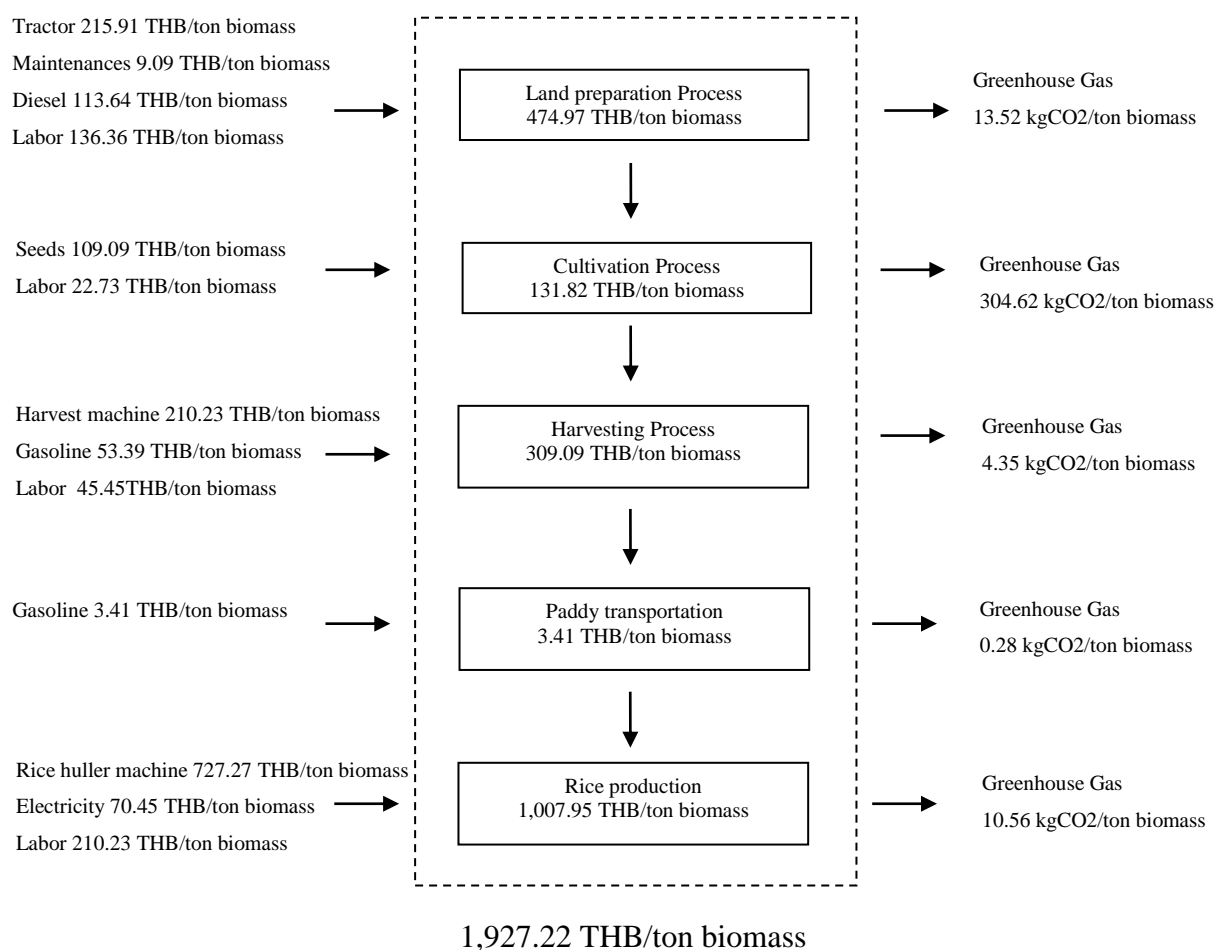 Tractor 215.91 THB/ton biomass
Maintenances 9.09 THB/ton biomass
Diesel 113.64 THB/ton biomass
Labor 136.36 THB/ton biomass
Land preparation Process
474.97 THB/ton biomass
Greenhouse Gas
13.52 kgCO2/ton biomass
Seeds 109.09 THB/ton biomass
Labor 22.73 THB/ton biomass
Cultivation Process
131.82 THB/ton biomass
Greenhouse Gas
304.62 kgCO2/ton biomass
Harvest machine 210.23 THB/ton biomass
Gasoline 53.39 THB/ton biomass
Labor  45.45THB/ton biomass
Harvesting Process
309.09 THB/ton biomass
Greenhouse Gas
4.35 kgCO2/ton biomass
Gasoline 3.41 THB/ton biomass
Paddy transportation
3.41 THB/ton biomass
Greenhouse Gas
0.28 kgCO2/ton biomass
Rice huller machine 727.27 THB/ton biomass
Electricity 70.45 THB/ton biomass
Labor 210.23 THB/ton biomass
Rice production
1,007.95 THB/ton biomass
Greenhouse Gas
10.56 kgCO2/ton biomass
1,927.22 THB/ton biomass